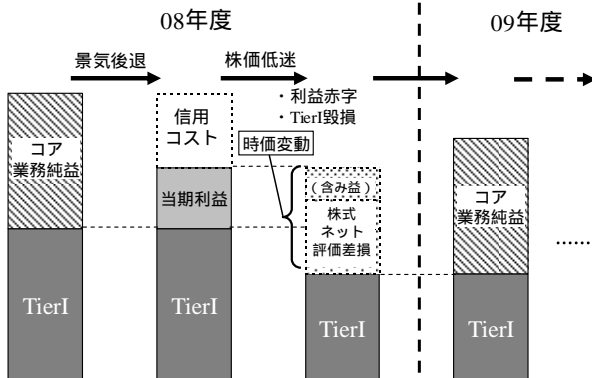 08年度
09年度
景気後退
株価低迷
・利益赤字
・TierI毀損
信用
コスト
時価変動
コア
業務純益
当期利益
(含み益)
株式
ネット
評価差損
コア
業務純益
……
TierI
TierI
TierI
TierI